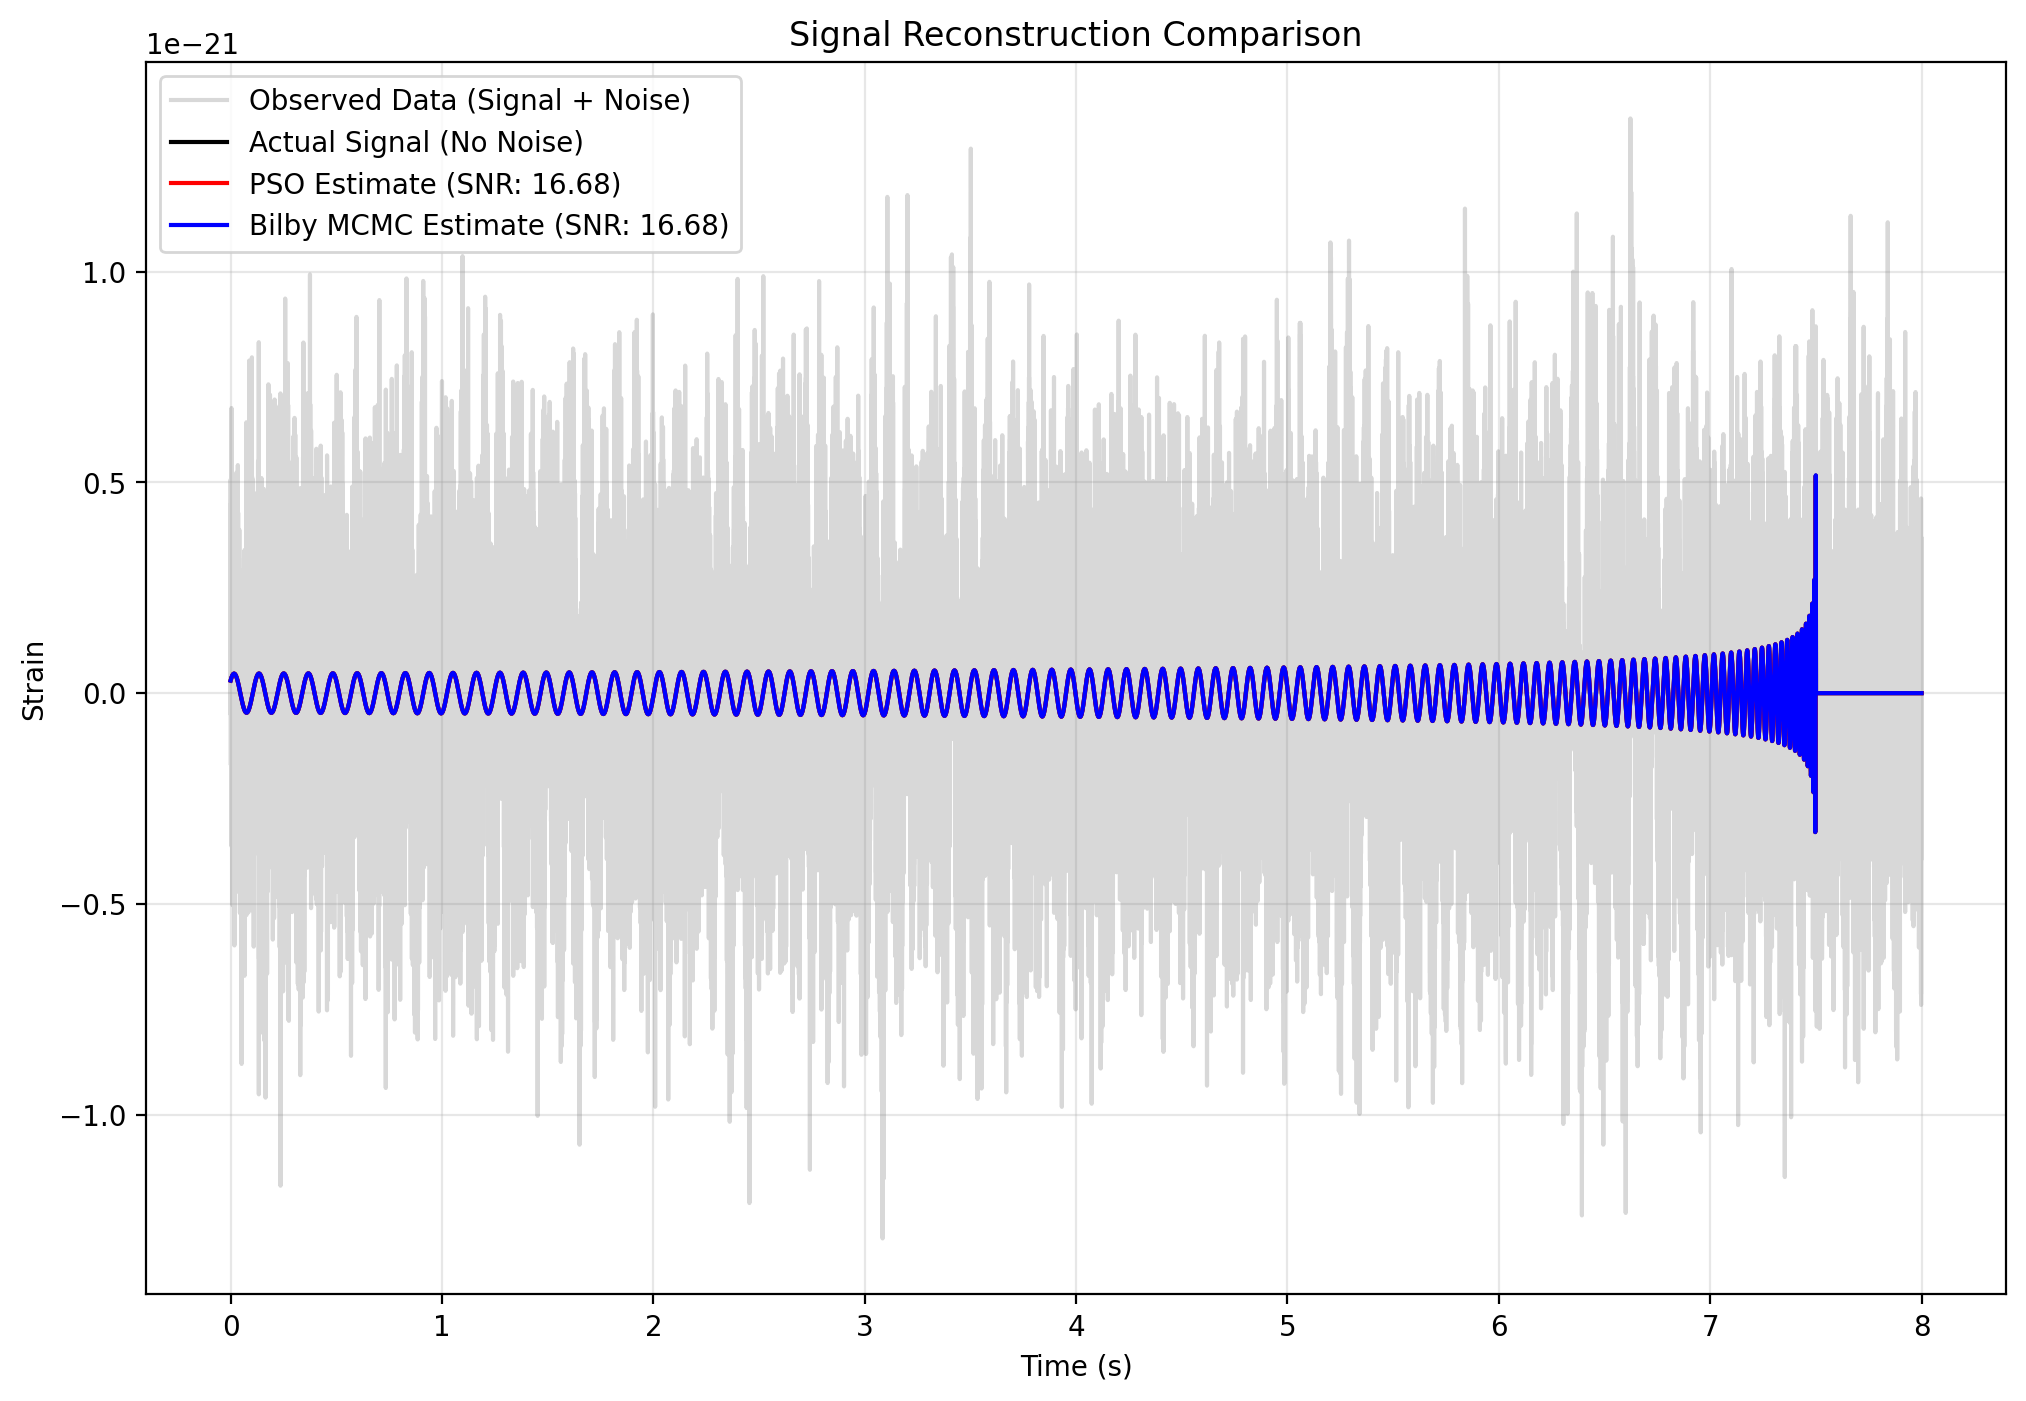 Signal Reconstruction Comparison
1e−21
Observed Data (Signal + Noise)
Actual Signal (No Noise)
PSO Estimate (SNR: 16.68)
Bilby MCMC Estimate (SNR: 16.68)
1.0
0.5
0.0
−0.5
−1.0
Strain
0 1 2 3 4 5 6 7 8
Time (s)